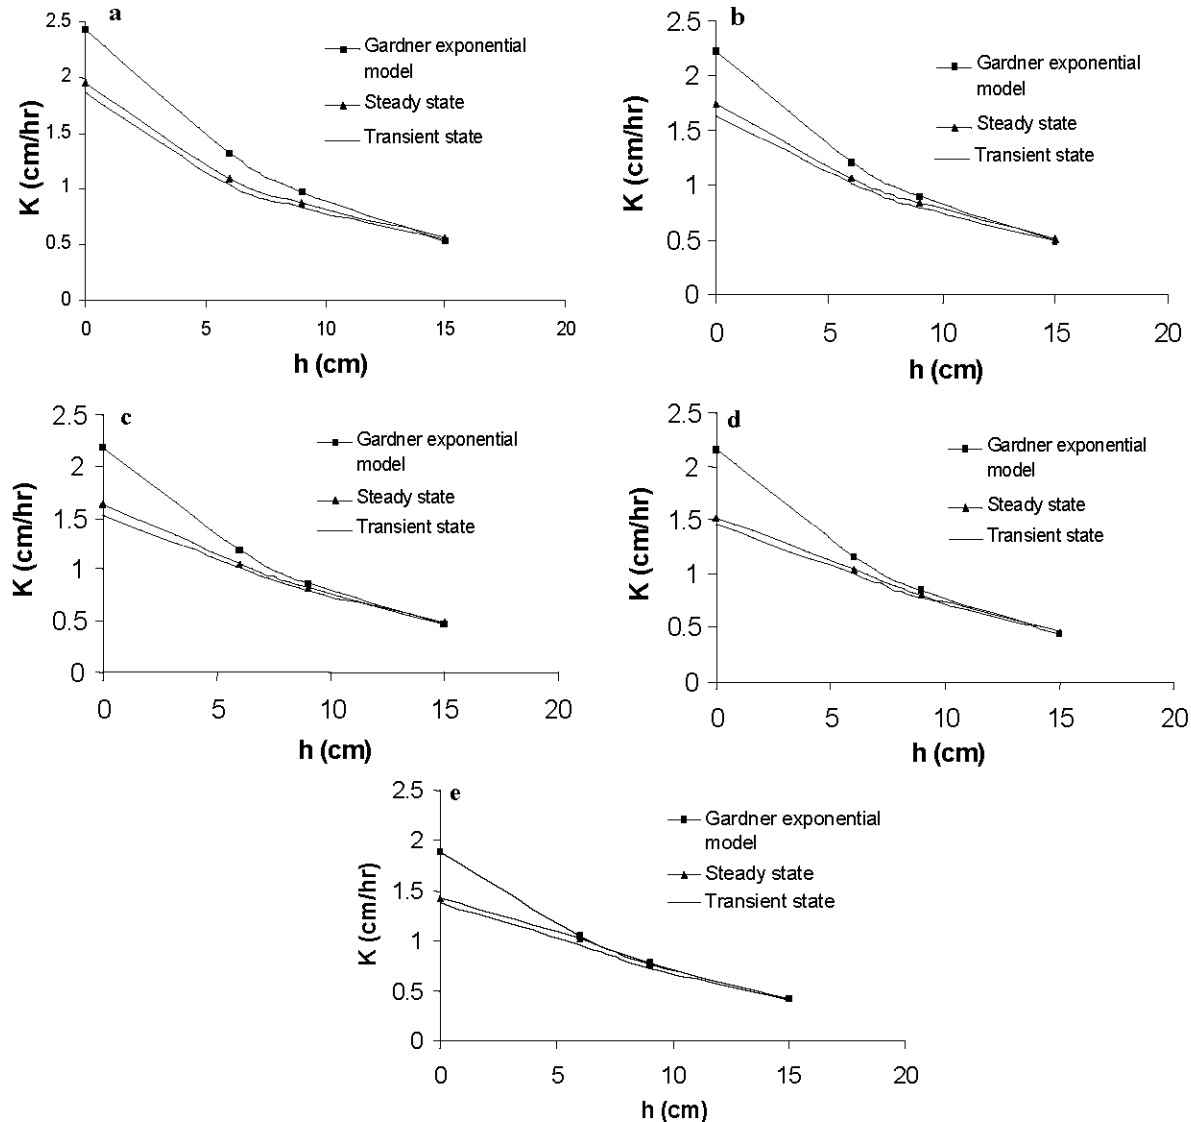 a
2.5
2
1.5
1
0.5
0
K (cm/hr)
0 5 10 15 20
h (cm)
Gardner exponential
model
Steady state
Transient state
b
2.5
2
1.5
1
0.5
0
K (cm/hr)
0 5 10 15 20
h (cm)
Gardner exponential
model
Steady state
Transient state
c
2.5
2
1.5
1
0.5
0
K (cm/hr)
0 5 10 15 20
h (cm)
Gardner exponential
model
Steady state
Transient state
d
2.5
2
1.5
1
0.5
0
K (cm/hr)
0 5 10 15 20
h (cm)
Gardner exponential
model
Steady state
Transient state
e
2.5
2
1.5
1
0.5
0
K (cm/hr)
0 5 10 15 20
h (cm)
Gardner exponential
model
Steady state
Transient state